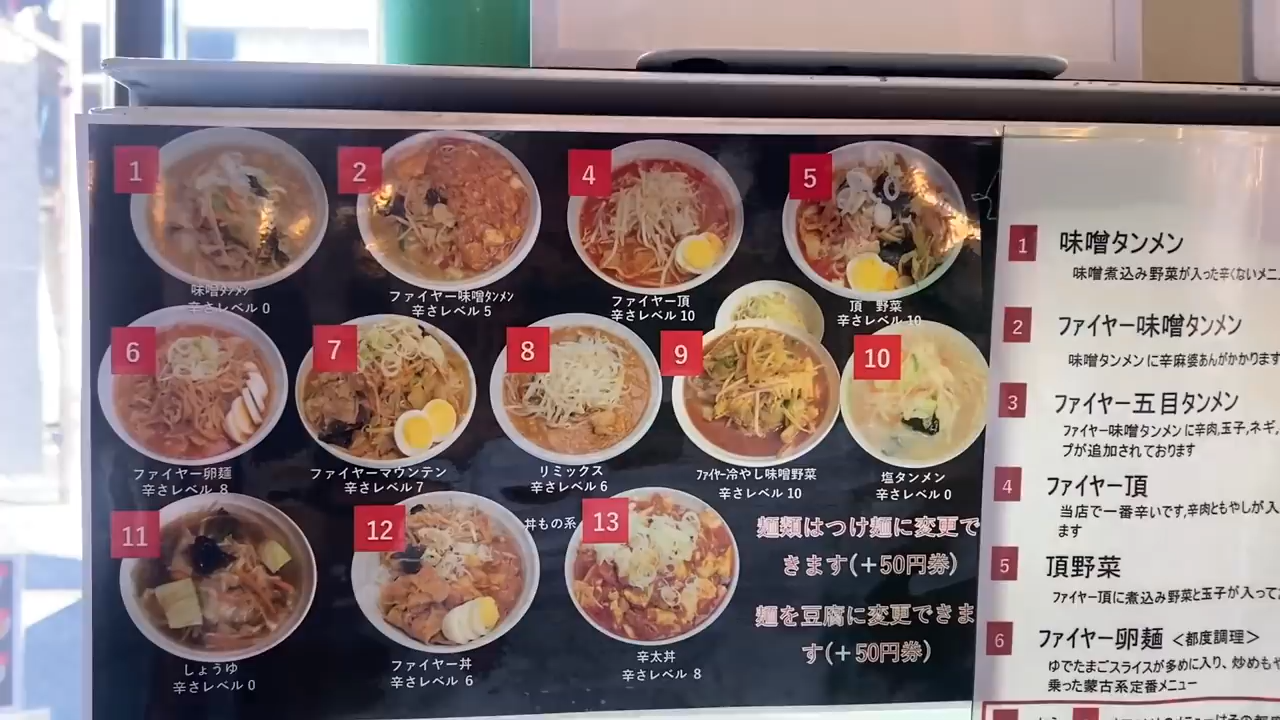 1
味噌タンメン
辛さレベル 0
2
ファイヤー味噌タンメン
辛さレベル 5
4
ファイヤー頂
辛さレベル 10
5
頂 野菜
辛さレベル 10
6
ファイヤー卵麺
辛さレベル 8
7
ファイヤーマウンテン
辛さレベル 7
8
リミックス
辛さレベル 6
9
ファイヤー冷やし味噌野菜
辛さレベル 10
10
塩タンメン
辛さレベル 0
11
しょうゆ
辛さレベル 0
12
ファイヤー丼
辛さレベル 6
丼もの系
13
辛太丼
辛さレベル 8
麺類はつけ麺に変更で
きます(+50円券)
麺を豆腐に変更できま
す(+50円券)
1 味噌タンメン
味噌煮込み野菜が入った辛くないメニ
2 ファイヤー味噌タンメン
味噌タンメンに辛麻婆あんがかかります
3 ファイヤー五目タンメン
ファイヤー味噌タンメンに辛肉,玉子,ネギ,
プが追加されております
4 ファイヤー頂
当店で一番辛いです,辛肉ともやしが入
ます
5 頂野菜
ファイヤー頂に煮込み野菜と玉子が入って
6 ファイヤー卵麺 <都度調理>
ゆでたまごスライスが多めに入り、炒めも
乗った蒙古系定番メニュー